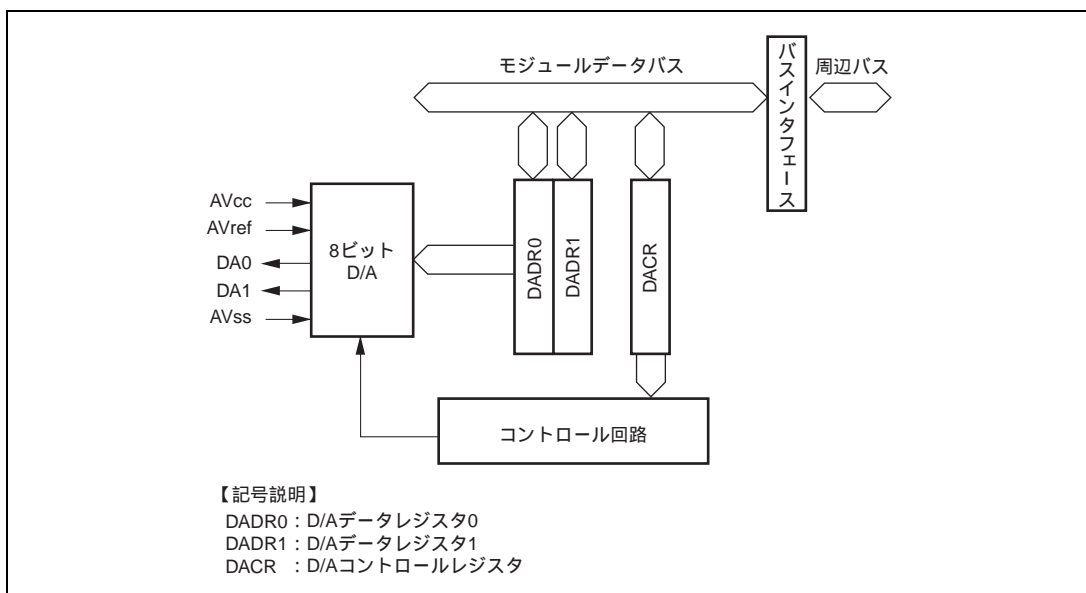 モジュールデータバス
バスインタフェース
周辺バス
AVcc
AVref
DA0
DA1
AVss
8ビット
D/A
DADR0
DADR1
DACR
コントロール回路
【記号説明】
DADR0:D/Aデータレジスタ0
DADR1:D/Aデータレジスタ1
DACR :D/Aコントロールレジスタ